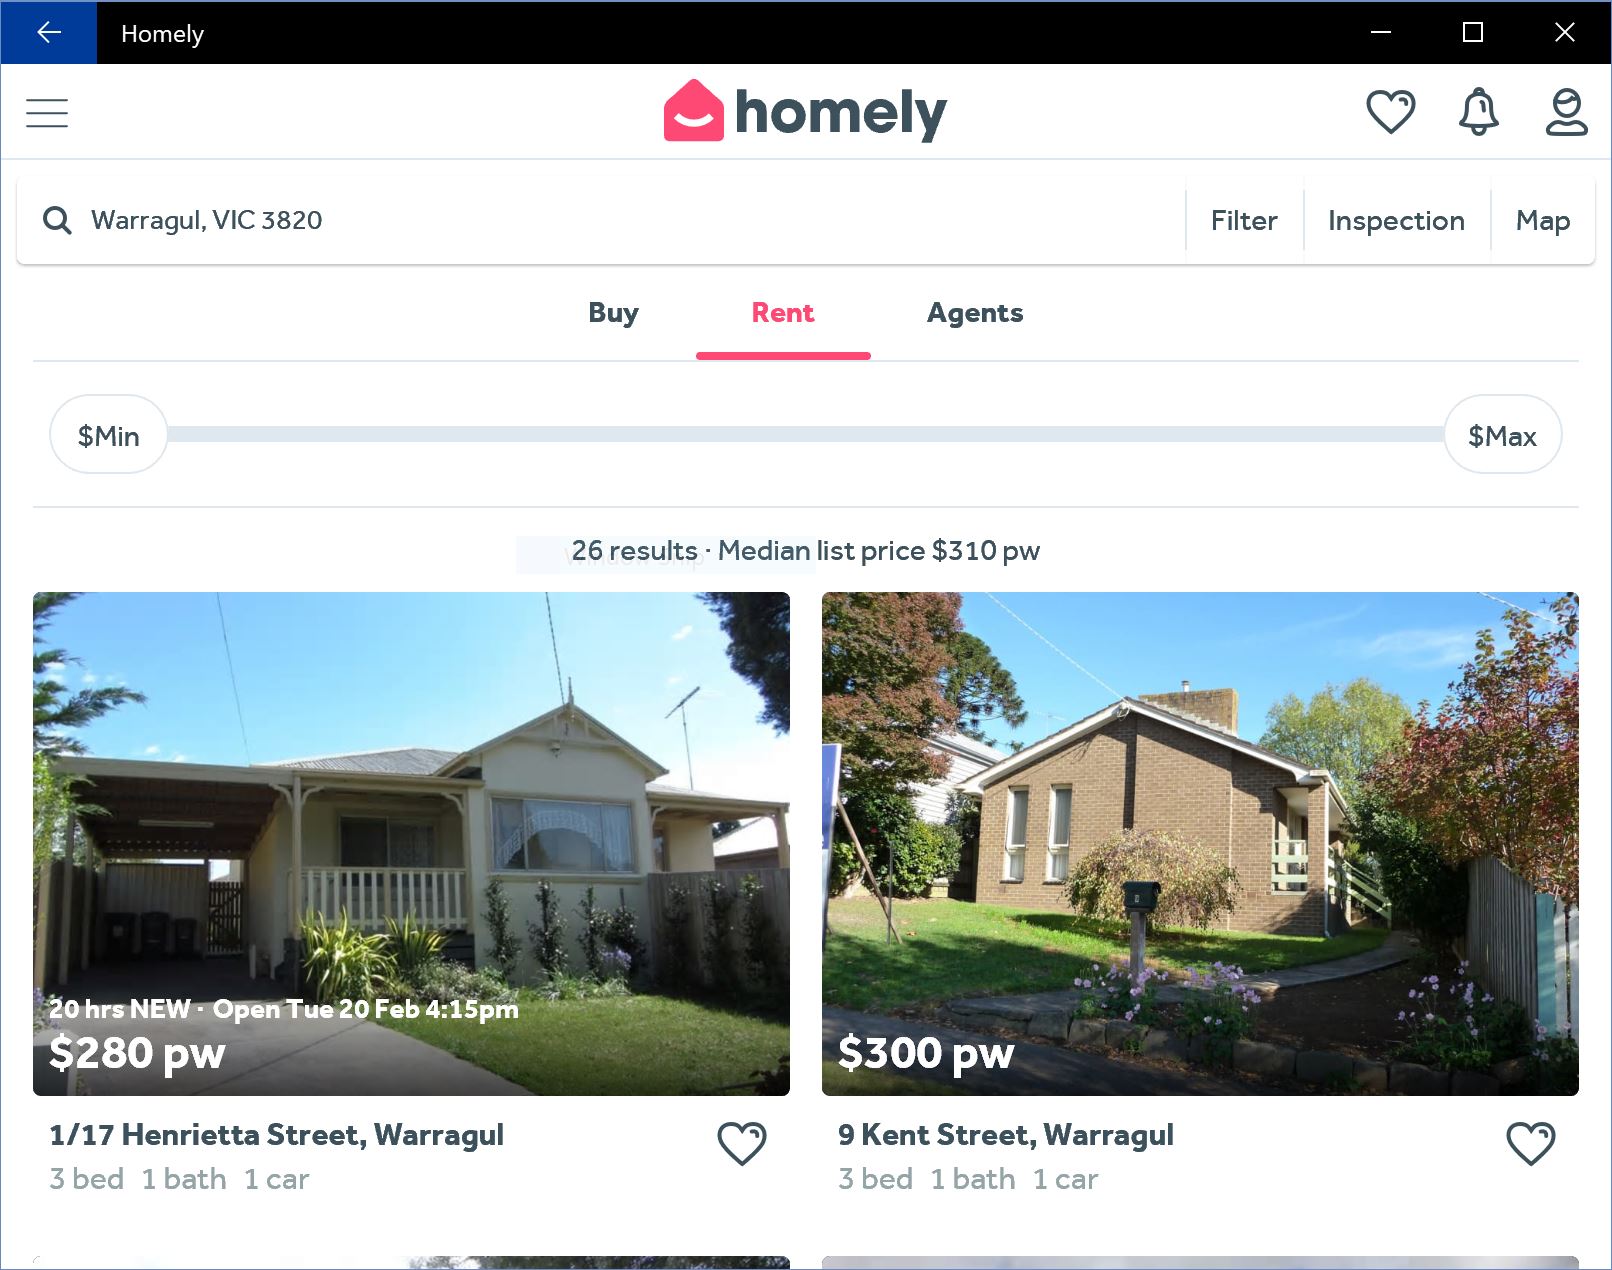 Homely
homely
Warragul, VIC 3820
Filter
Inspection
Map
Buy
Rent
Agents
$Min
$Max
26 results · Median list price $310 pw
Window Snip
20 hrs NEW · Open Tue 20 Feb 4:15pm
$280 pw
$300 pw
1/17 Henrietta Street, Warragul
3 bed 1 bath 1 car
9 Kent Street, Warragul
3 bed 1 bath 1 car